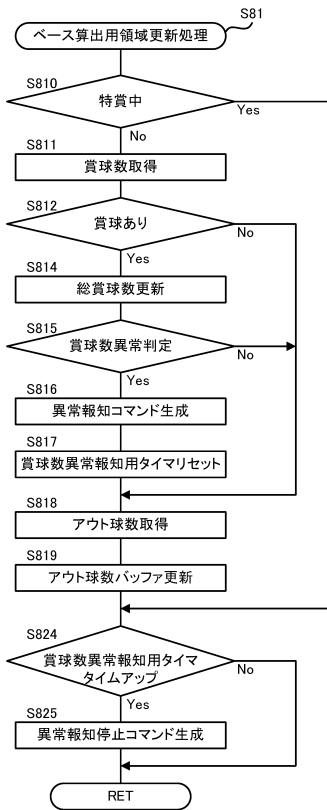 S81
ベース算出用領域更新処理
S810
特賞中
Yes
No
S811
賞球数取得
S812
賞球あり
No
Yes
S814
総賞球数更新
S815
賞球数異常判定
No
Yes
S816
異常報知コマンド生成
S817
賞球数異常報知用タイマリセット
S818
アウト球数取得
S819
アウト球数バッファ更新
S824
賞球数異常報知用タイマ
タイムアップ
No
Yes
S825
異常報知停止コマンド生成
RET